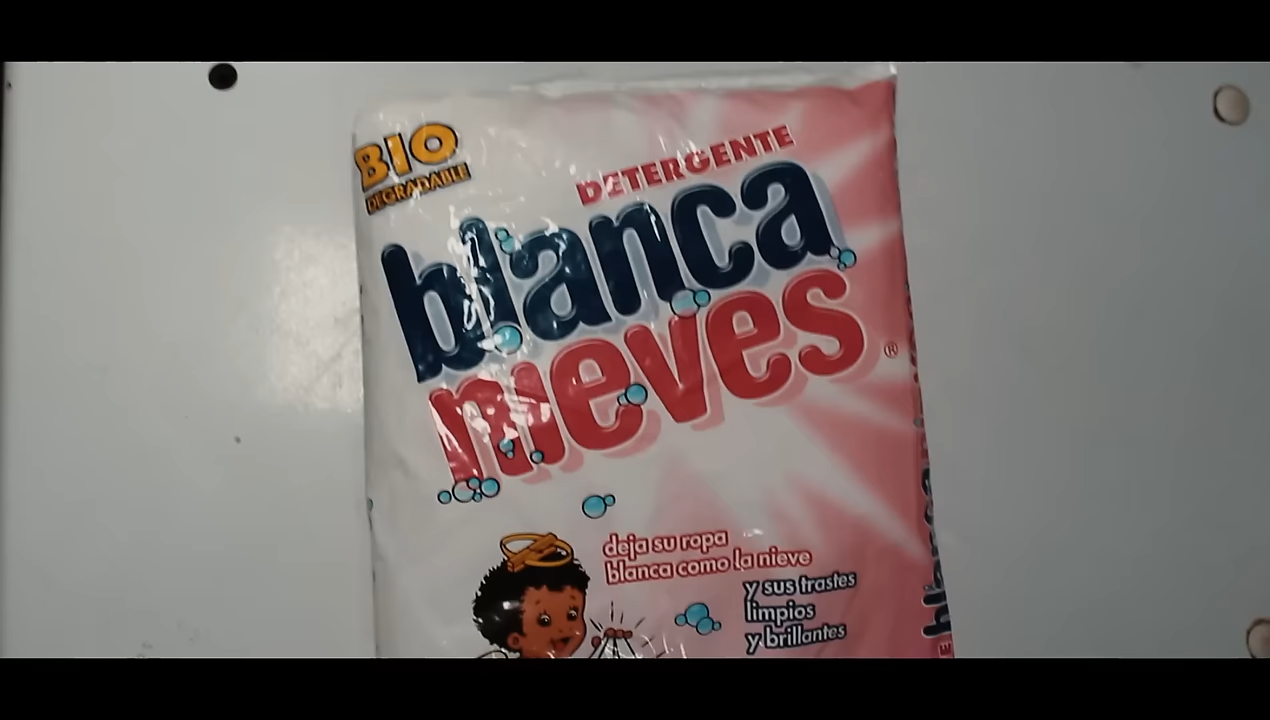 BIO
DEGRADABLE
DETERGENTE
blanca
nieves
®
deja su ropa
blanca como la nieve
y sus trastes
limpios
y brillantes